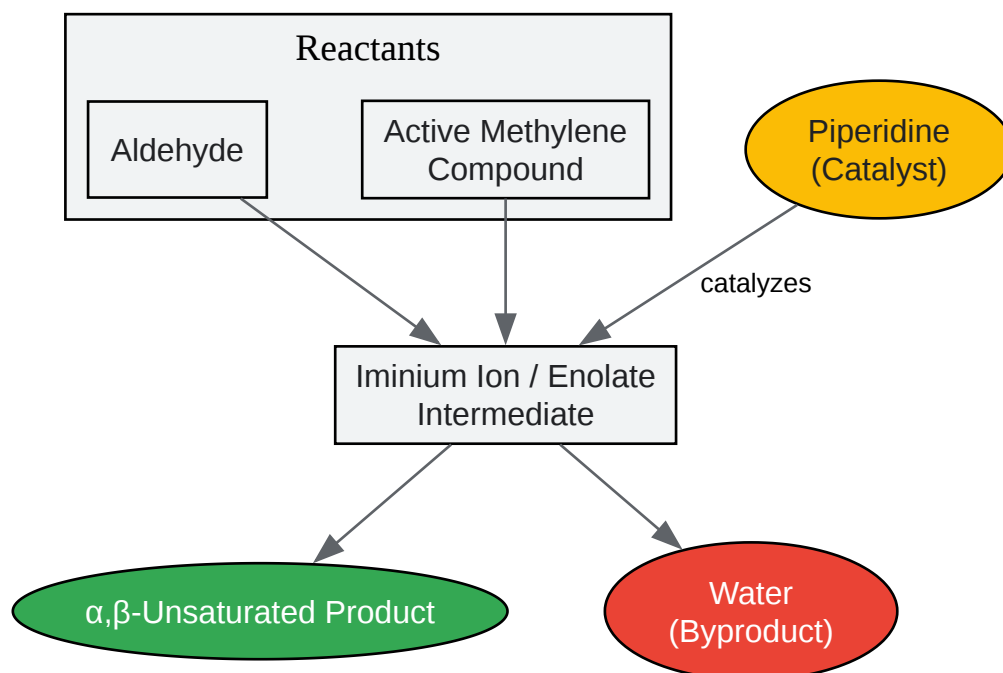 Reactants
Aldehyde
Active Methylene
Compound
Piperidine
(Catalyst)
catalyzes
Iminium Ion / Enolate
Intermediate
α,β-Unsaturated Product
Water
(Byproduct)